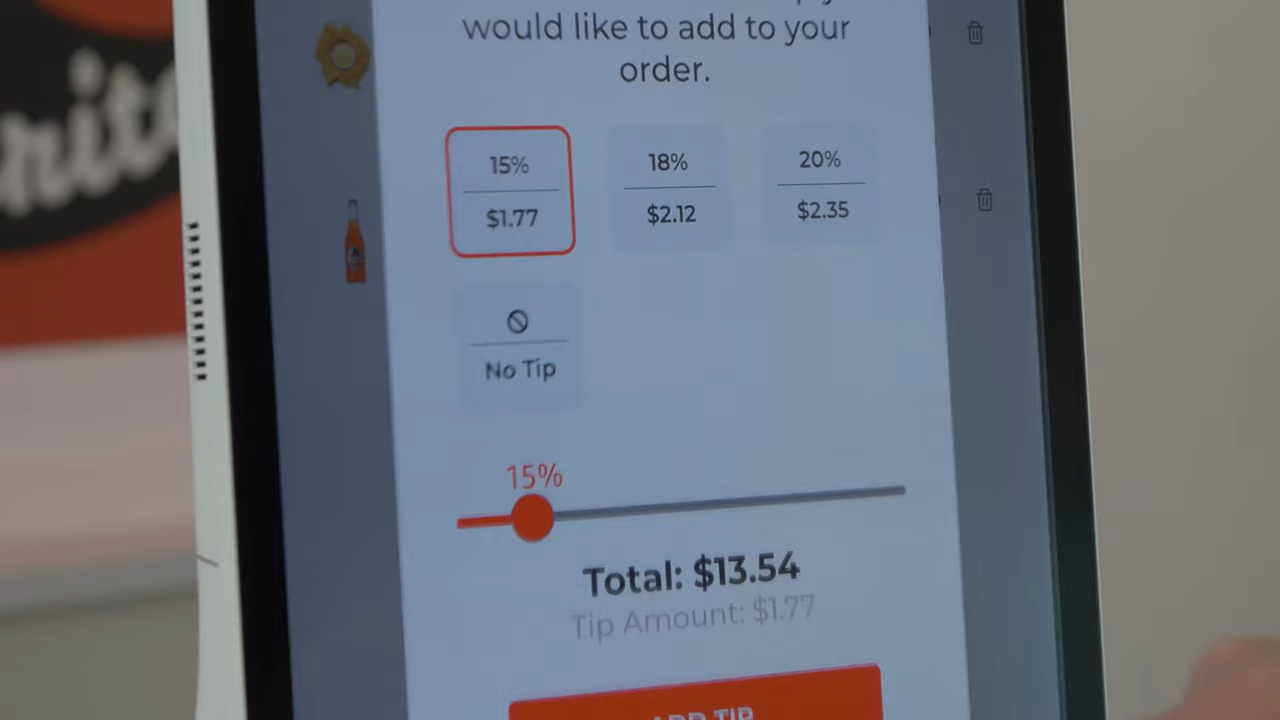 would like to add to your
order.
15%
$1.77
18%
$2.12
20%
$2.35
No Tip
15%
Total: $13.54
Tip Amount: $1.77
ADD TIP